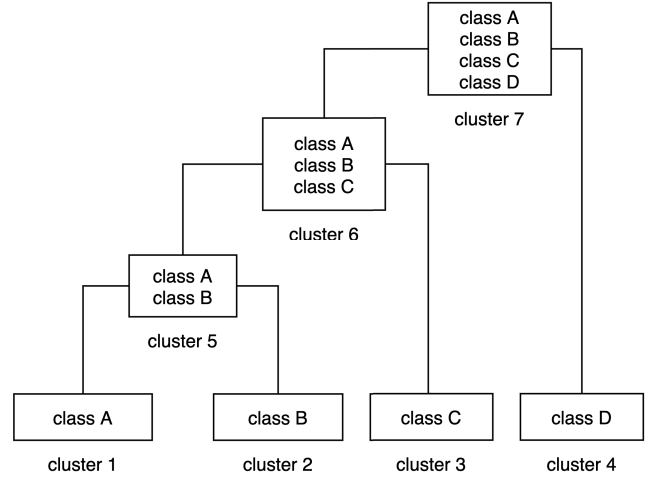 class A
class B
class C
class D
cluster 7
class A
class B
class C
cluster 6
class A
class B
cluster 5
class A
class B
class C
class D
cluster 1
cluster 2
cluster 3
cluster 4